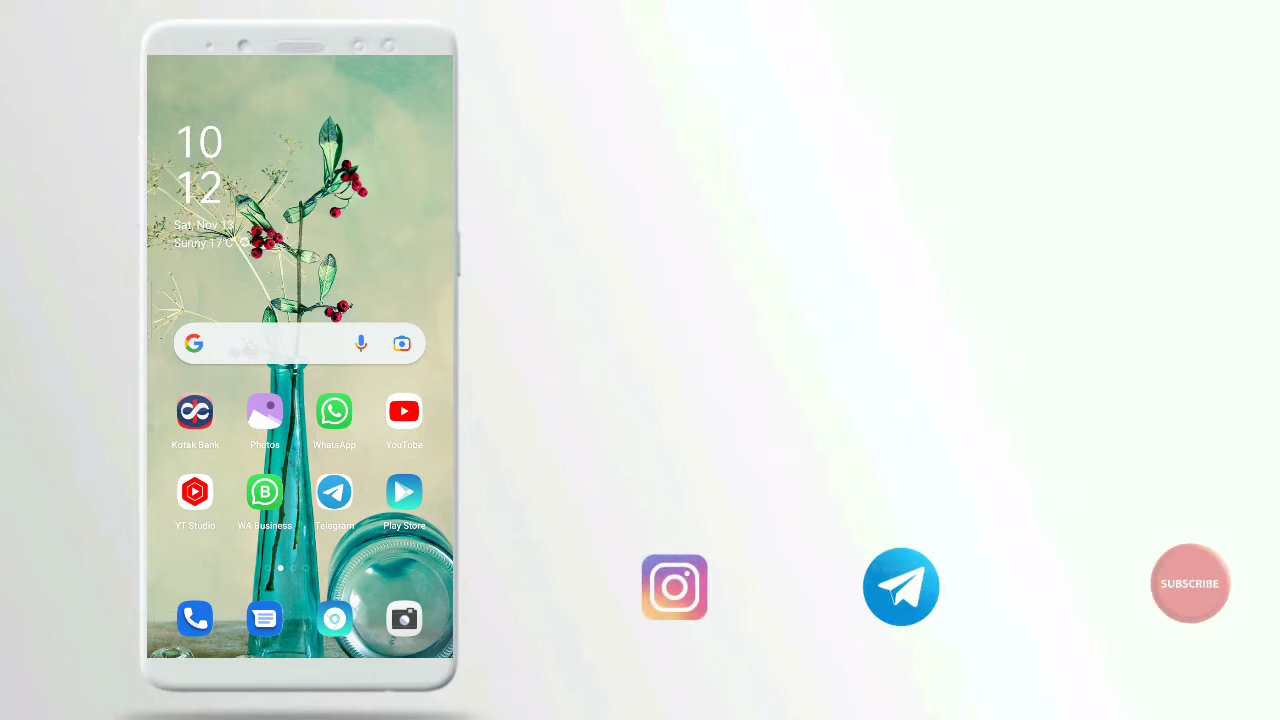 10
12
Sat, Nov 13
Sunny 17°C
Kotak Bank
Photos
WhatsApp
YouTube
YT Studio
WA Business
Telegram
Play Store
SUBSCRIBE